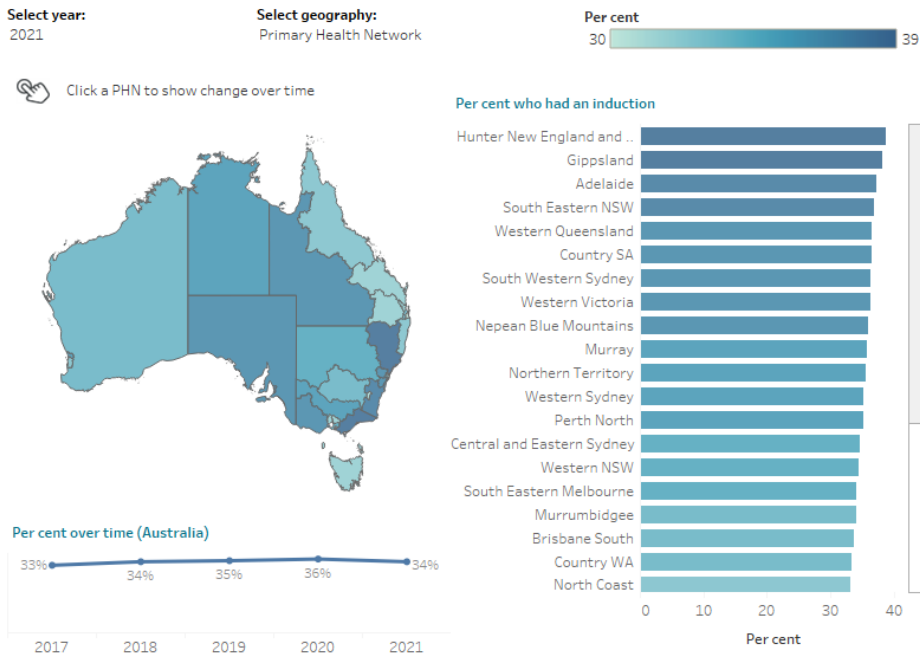 Select year:
2021
Select geography:
Primary Health Network
Per cent
30
39
Click a PHN to show change over time
Per cent who had an induction
Hunter New England and ..
Gippsland
Adelaide
South Eastern NSW
Western Queensland
Country SA
South Western Sydney
Western Victoria
Nepean Blue Mountains
Murray
Northern Territory
Western Sydney
Perth North
Central and Eastern Sydney
Western NSW
South Eastern Melbourne
Murrumbidgee
Brisbane South
Country WA
North Coast
0 10 20 30 40
Per cent
Per cent over time (Australia)
33% 34% 35% 36% 34%
2017 2018 2019 2020 2021